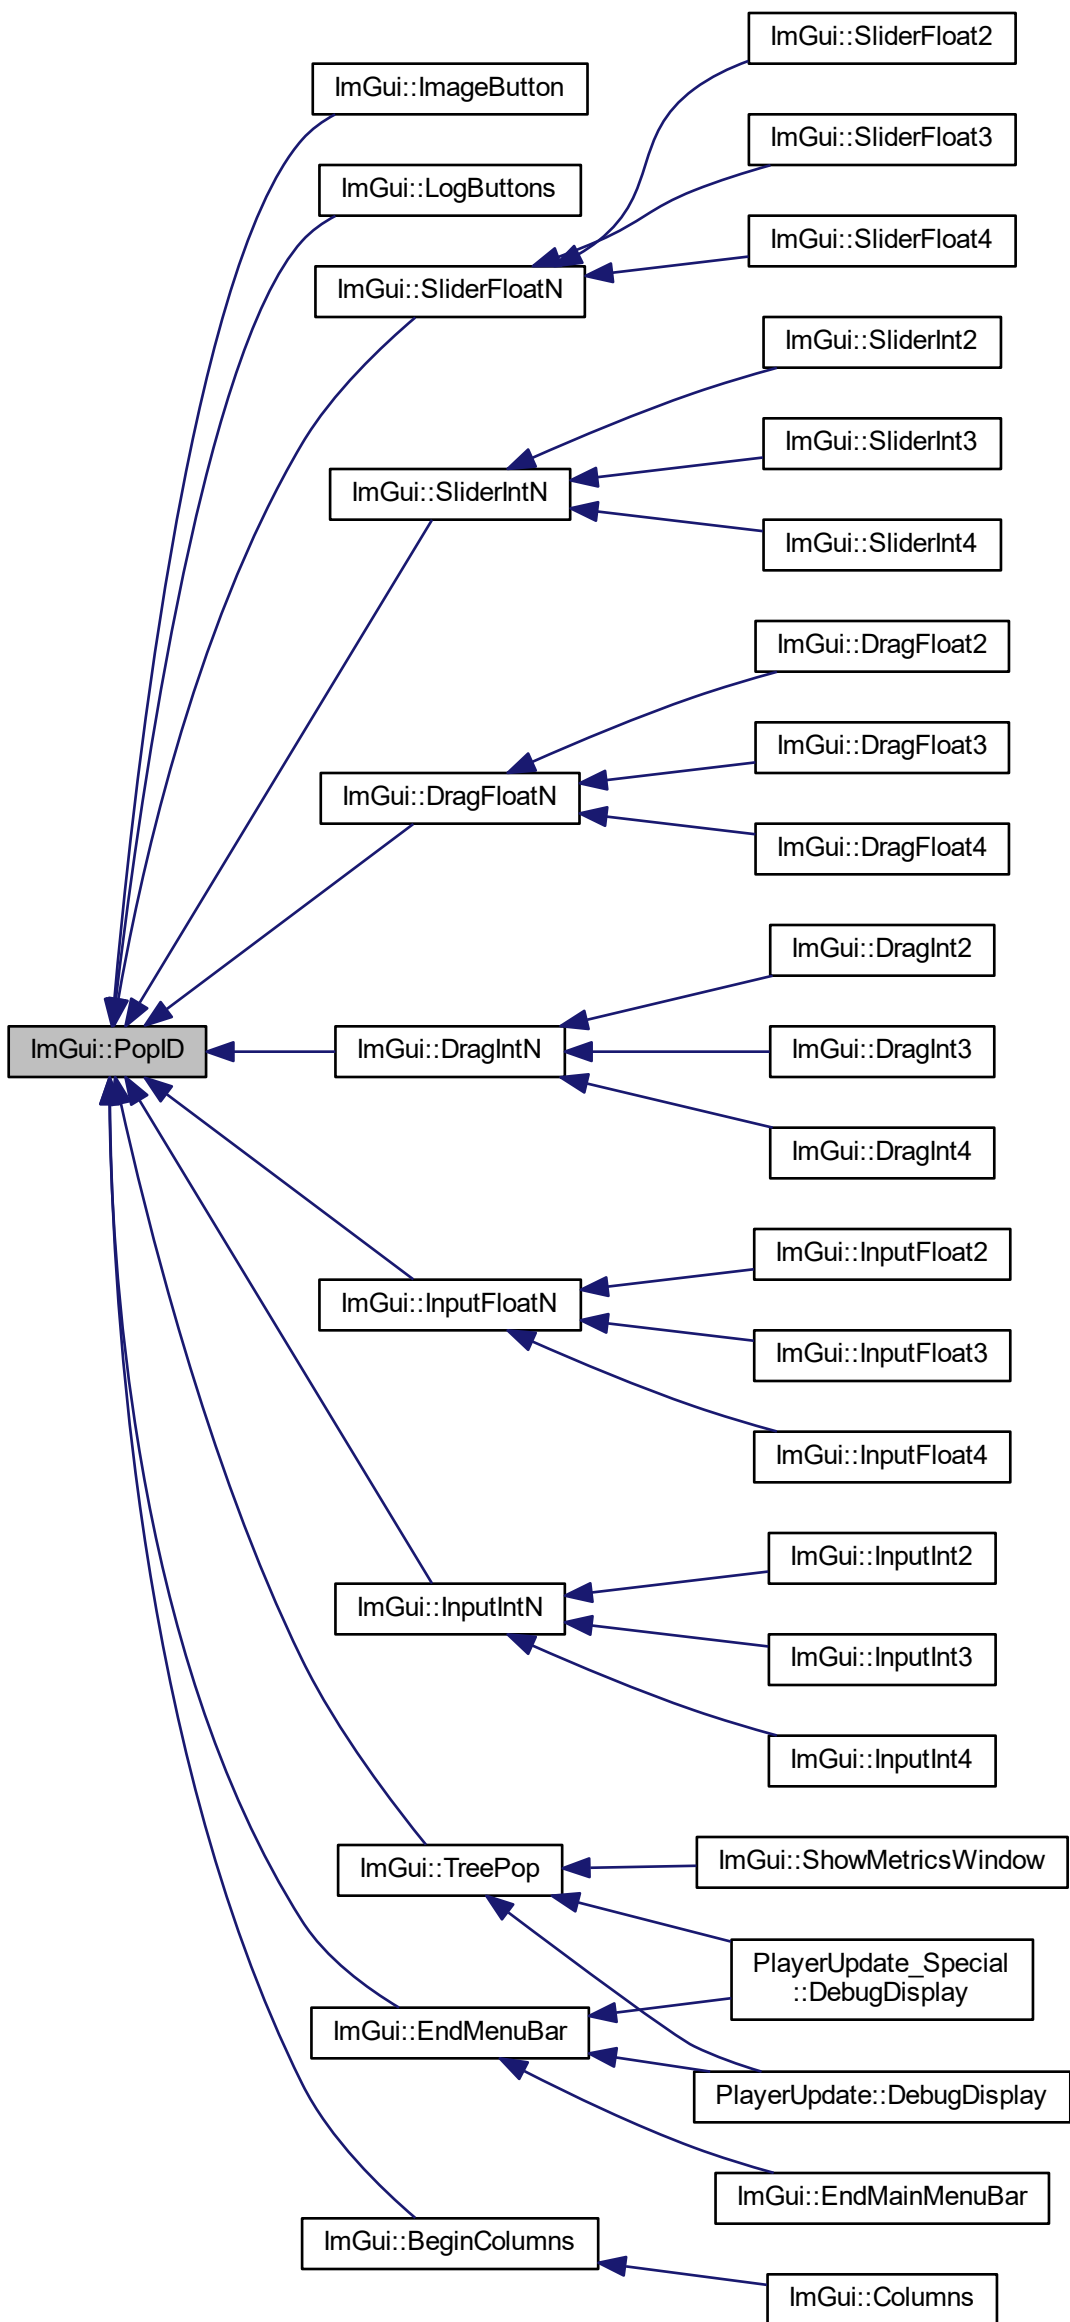 ImGui::SliderFloat2
ImGui::ImageButton
ImGui::SliderFloat3
ImGui::LogButtons
ImGui::SliderFloat4
ImGui::SliderFloatN
ImGui::SliderInt2
ImGui::SliderInt3
ImGui::SliderIntN
ImGui::SliderInt4
ImGui::DragFloat2
ImGui::DragFloat3
ImGui::DragFloatN
ImGui::DragFloat4
ImGui::DragInt2
ImGui::PopID
ImGui::DragIntN
ImGui::DragInt3
ImGui::DragInt4
ImGui::InputFloat2
ImGui::InputFloatN
ImGui::InputFloat3
ImGui::InputFloat4
ImGui::InputInt2
ImGui::InputIntN
ImGui::InputInt3
ImGui::InputInt4
ImGui::ShowMetricsWindow
ImGui::TreePop
PlayerUpdate_Special
::DebugDisplay
ImGui::EndMenuBar
PlayerUpdate::DebugDisplay
ImGui::EndMainMenuBar
ImGui::BeginColumns
ImGui::Columns